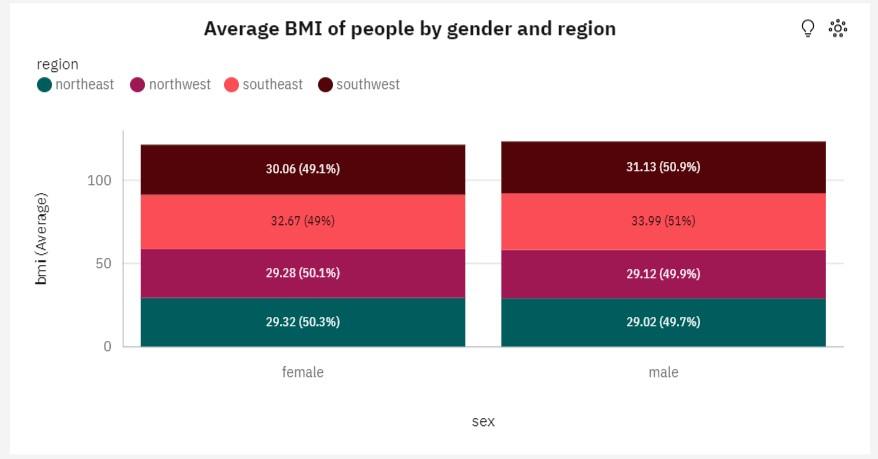 Average BMI of people by gender and region
region
northeast northwest southeast southwest
bmi (Average)
100
50
0
30.06 (49.1%) 31.13 (50.9%)
32.67 (49%) 33.99 (51%)
29.28 (50.1%) 29.12 (49.9%)
29.32 (50.3%) 29.02 (49.7%)
female male
sex